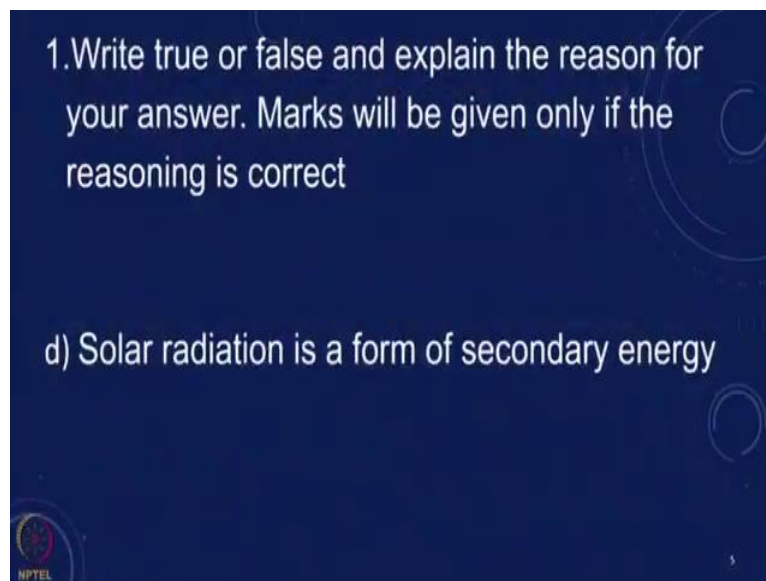 1.Write true or false and explain the reason for
your answer. Marks will be given only if the
reasoning is correct
d) Solar radiation is a form of secondary energy
NPTEL
5